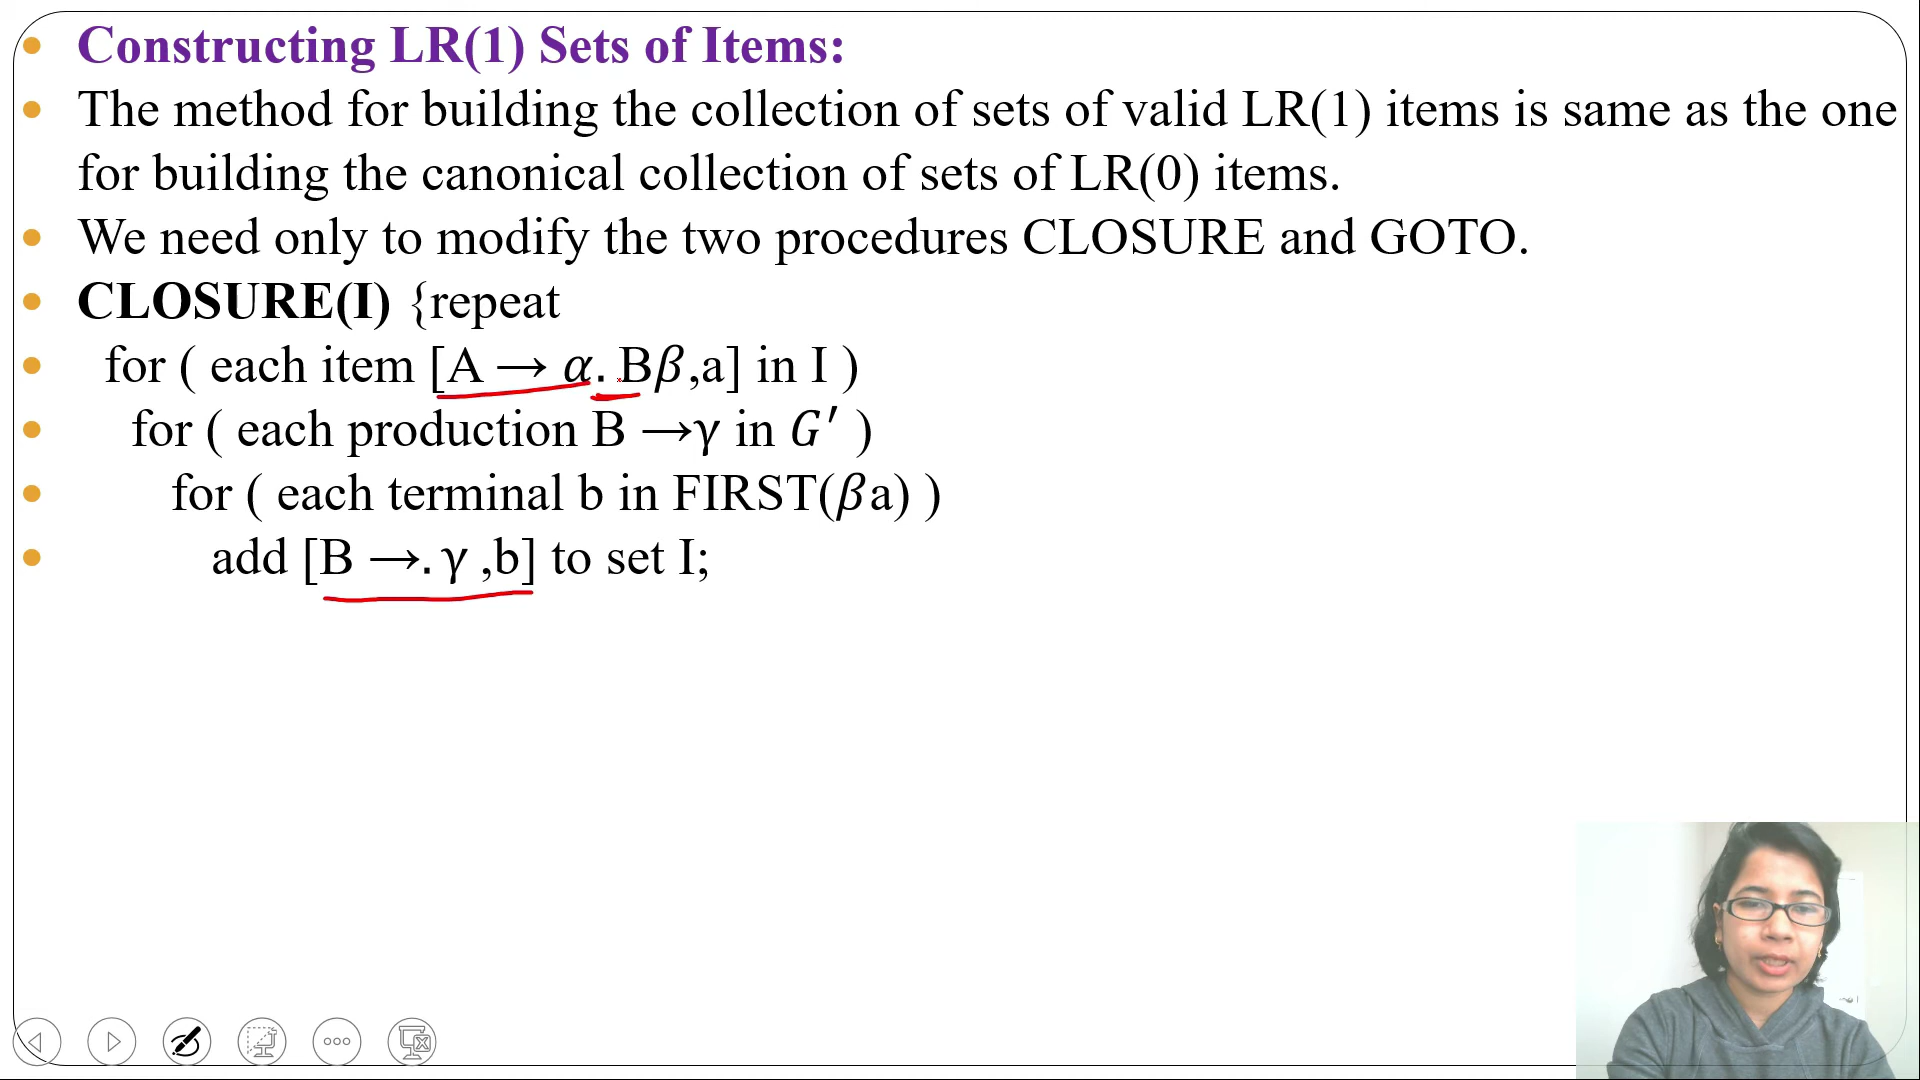 Constructing LR(1) Sets of Items:
The method for building the collection of sets of valid LR(1) items is same as the one
for building the canonical collection of sets of LR(0) items.
We need only to modify the two procedures CLOSURE and GOTO.
CLOSURE(I) {repeat
for ( each item [A → 𝛼. B𝛽,a] in I )
for ( each production B →γ in 𝐺′ )
for ( each terminal b in FIRST(𝛽a) )
add [B →. γ ,b] to set I;